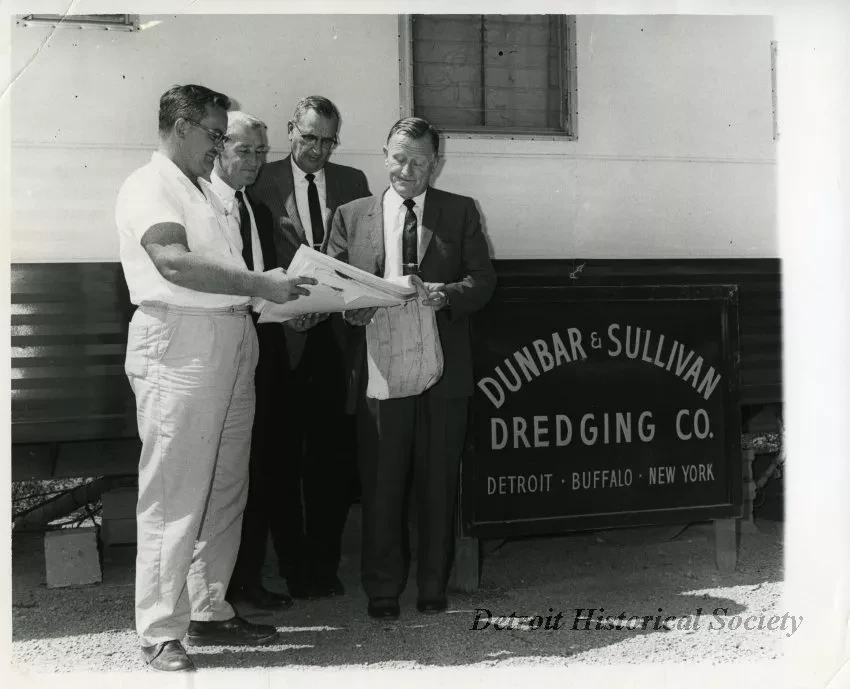 DUNBAR & SULLIVAN
DREDGING CO.
DETROIT · BUFFALO · NEW YORK
Detroit Historical Society